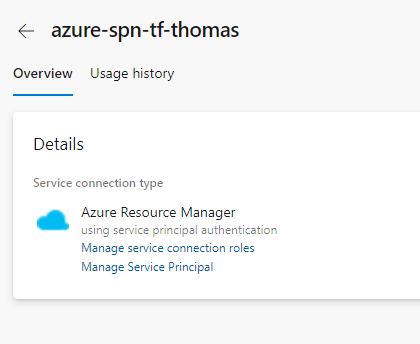 azure-spn-tf-thomas
Overview Usage history
Details
Service connection type
Azure Resource Manager
using service principal authentication
Manage service connection roles
Manage Service Principal